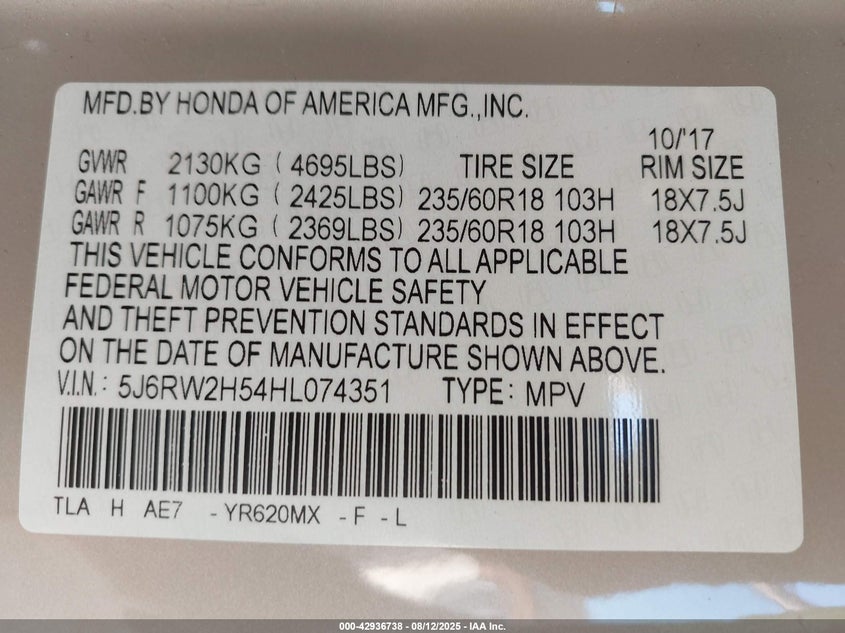 MFD.BY HONDA OF AMERICA MFG.,INC.
10/'17
GVWR 2130KG ( 4695LBS) TIRE SIZE RIM SIZE
GAWR F 1100KG ( 2425LBS) 235/60R18 103H 18X7.5J
GAWR R 1075KG ( 2369LBS) 235/60R18 103H 18X7.5J
THIS VEHICLE CONFORMS TO ALL APPLICABLE
FEDERAL MOTOR VEHICLE SAFETY
AND THEFT PREVENTION STANDARDS IN EFFECT
ON THE DATE OF MANUFACTURE SHOWN ABOVE.
V.I.N.: 5J6RW2H54HL074351 TYPE: MPV
TLA H AE7 -YR620MX -F -L
000-42936738 - 08/12/2025 - IAA Inc.